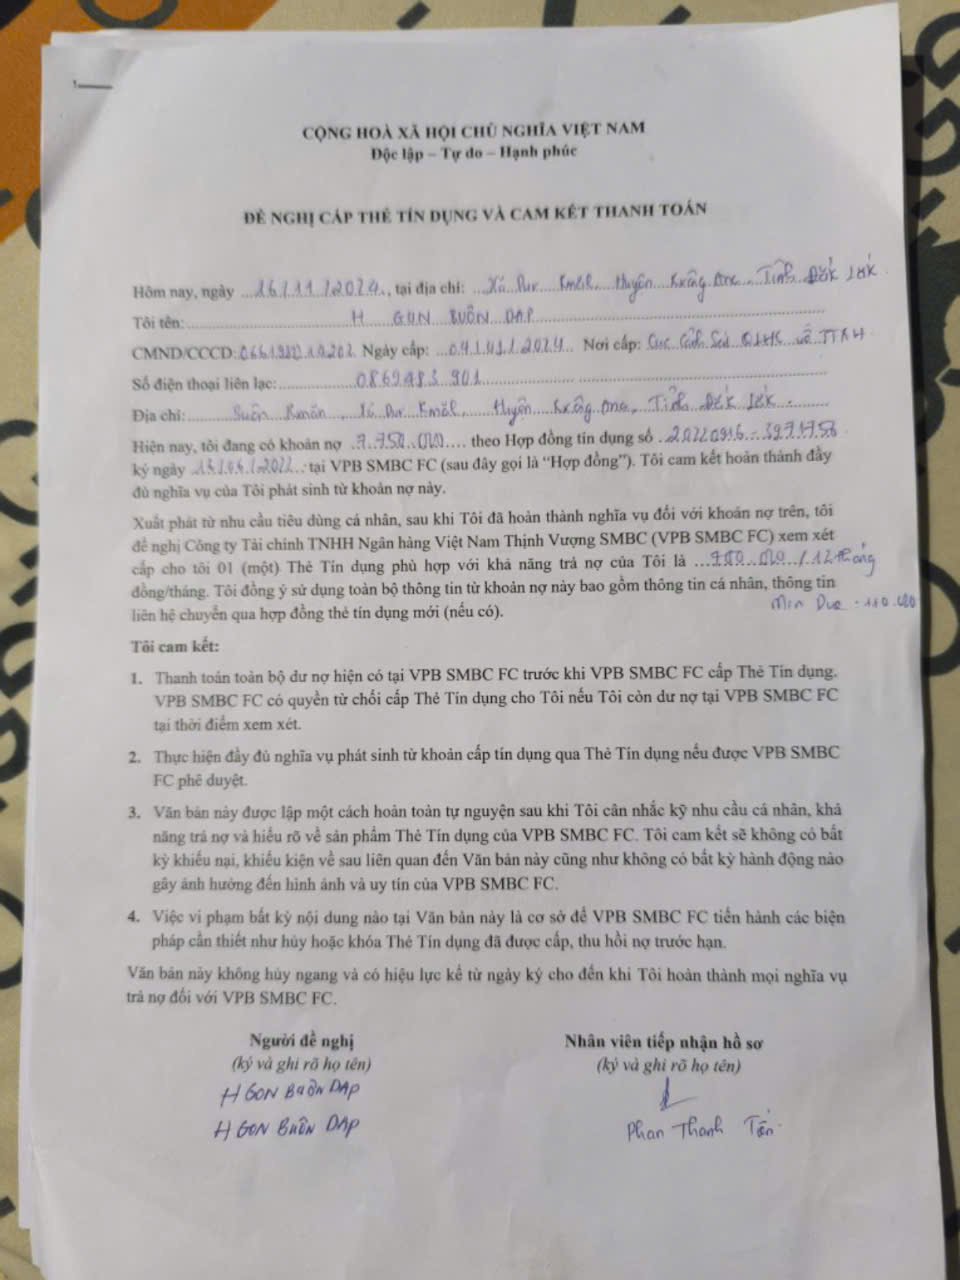 CỘNG HOÀ XÃ HỘI CHỦ NGHĨA VIỆT NAM
Độc lập – Tự do – Hạnh phúc
ĐỀ NGHỊ CẤP THẺ TÍN DỤNG VÀ CAM KẾT THANH TOÁN
Hôm nay, ngày 16/11/2024, tại địa chỉ: Xã Dur Kmăl, Huyện Krông Ana, Tỉnh Đắk Lắk.
Tôi tên: H GON BUÔN DAP
CMND/CCCD: Ngày cấp: Nơi cấp: Cục Cảnh Sát QLHC về TTXH
Số điện thoại liên lạc: 0869483901
Địa chỉ: Buôn Kmăn, Xã Dur Kmăl, Huyện Krông Ana, Tỉnh Đắk Lắk.
Hiện nay, tôi đang có khoản nợ 7.750.000 theo Hợp đồng tín dụng số 20220916-3971756
ký ngày tại VPB SMBC FC (sau đây gọi là “Hợp đồng”). Tôi cam kết hoàn thành đầy
đủ nghĩa vụ của Tôi phát sinh từ khoản nợ này.
Xuất phát từ nhu cầu tiêu dùng cá nhân, sau khi Tôi đã hoàn thành nghĩa vụ đối với khoản nợ trên, tôi
đề nghị Công ty Tài chính TNHH Ngân hàng Việt Nam Thịnh Vượng SMBC (VPB SMBC FC) xem xét
cấp cho tôi 01 (một) Thẻ Tín dụng phù hợp với khả năng trả nợ của Tôi là /12 tháng
đồng/tháng. Tôi đồng ý sử dụng toàn bộ thông tin từ khoản nợ này bao gồm thông tin cá nhân, thông tin
Min Due
liên hệ chuyển qua hợp đồng thẻ tín dụng mới (nếu có).
Tôi cam kết:
1. Thanh toán toàn bộ dư nợ hiện có tại VPB SMBC FC trước khi VPB SMBC FC cấp Thẻ Tín dụng.
VPB SMBC FC có quyền từ chối cấp Thẻ Tín dụng cho Tôi nếu Tôi còn dư nợ tại VPB SMBC FC
tại thời điểm xem xét.
2. Thực hiện đầy đủ nghĩa vụ phát sinh từ khoản cấp tín dụng qua Thẻ Tín dụng nếu được VPB SMBC
FC phê duyệt.
3. Văn bản này được lập một cách hoàn toàn tự nguyện sau khi Tôi cân nhắc kỹ nhu cầu cá nhân, khả
năng trả nợ và hiểu rõ về sản phẩm Thẻ Tín dụng của VPB SMBC FC. Tôi cam kết sẽ không có bất
kỳ khiếu nại, khiếu kiện về sau liên quan đến Văn bản này cũng như không có bất kỳ hành động nào
gây ảnh hưởng đến hình ảnh và uy tín của VPB SMBC FC.
4. Việc vi phạm bất kỳ nội dung nào tại Văn bản này là cơ sở để VPB SMBC FC tiến hành các biện
pháp cần thiết như hủy hoặc khóa Thẻ Tín dụng đã được cấp, thu hồi nợ trước hạn.
Văn bản này không hủy ngang và có hiệu lực kể từ ngày ký cho đến khi Tôi hoàn thành mọi nghĩa vụ
trả nợ đối với VPB SMBC FC.
Người đề nghị
(ký và ghi rõ họ tên)
H GON BUÔN DAP
H GON BUÔN DAP
Nhân viên tiếp nhận hồ sơ
(ký và ghi rõ họ tên)
Phan Thanh Tấn